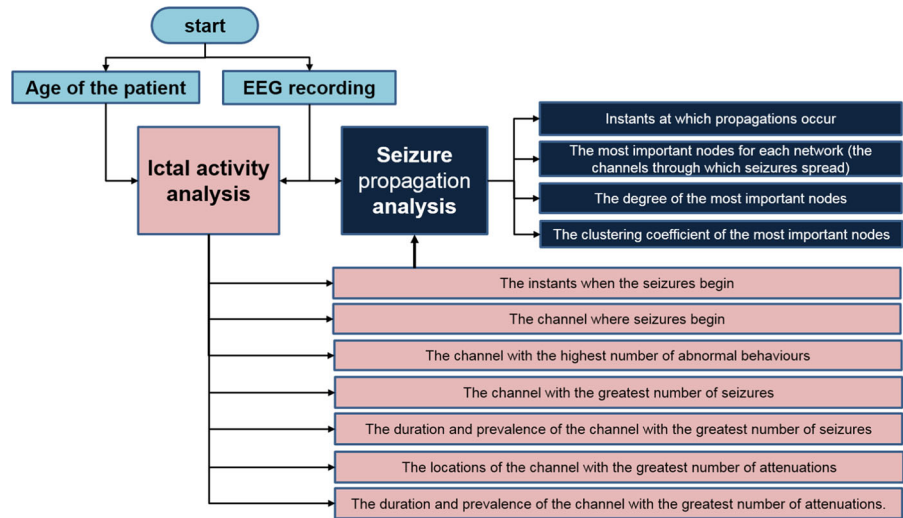 start
Age of the patient
EEG recording
Ictal activity
analysis
Seizure
propagation
analysis
Instants at which propagations occur
The most important nodes for each network (the
channels through which seizures spread)
The degree of the most important nodes
The clustering coefficient of the most important nodes
The instants when the seizures begin
The channel where seizures begin
The channel with the highest number of abnormal behaviours
The channel with the greatest number of seizures
The duration and prevalence of the channel with the greatest number of seizures
The locations of the channel with the greatest number of attenuations
The duration and prevalence of the channel with the greatest number of attenuations.